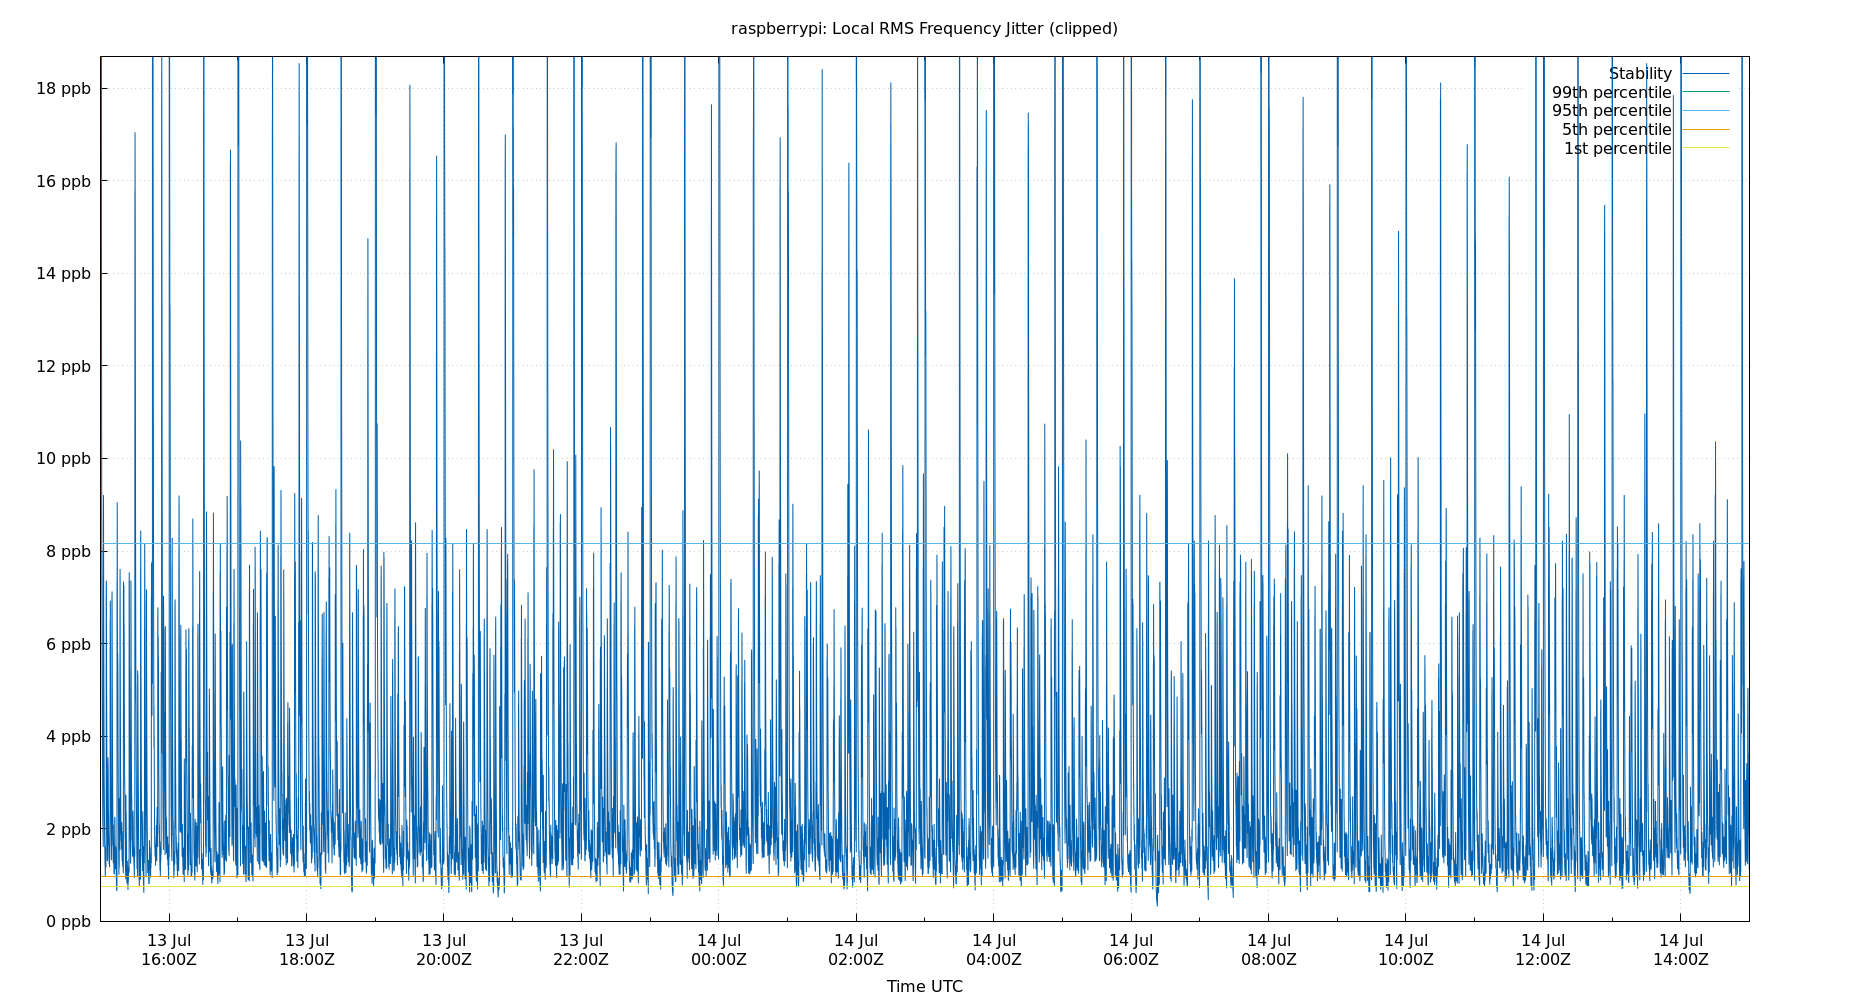 raspberrypi: Local RMS Frequency Jitter (clipped)
Stability
99th percentile
95th percentile
5th percentile
1st percentile
18 ppb
16 ppb
14 ppb
12 ppb
10 ppb
8 ppb
6 ppb
4 ppb
2 ppb
0 ppb
13 Jul 13 Jul 13 Jul 13 Jul 14 Jul 14 Jul 14 Jul 14 Jul 14 Jul 14 Jul 14 Jul 14 Jul
16:00Z 18:00Z 20:00Z 22:00Z 00:00Z 02:00Z 04:00Z 06:00Z 08:00Z 10:00Z 12:00Z 14:00Z
Time UTC